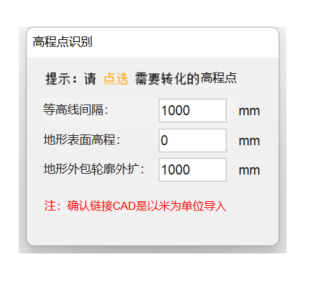 高程点识别
提示：请 点选 需要转化的高程点
等高线间隔： 1000 mm
地形表面高程： 0 mm
地形外包轮廓外扩： 1000 mm
注：确认链接CAD是以米为单位导入